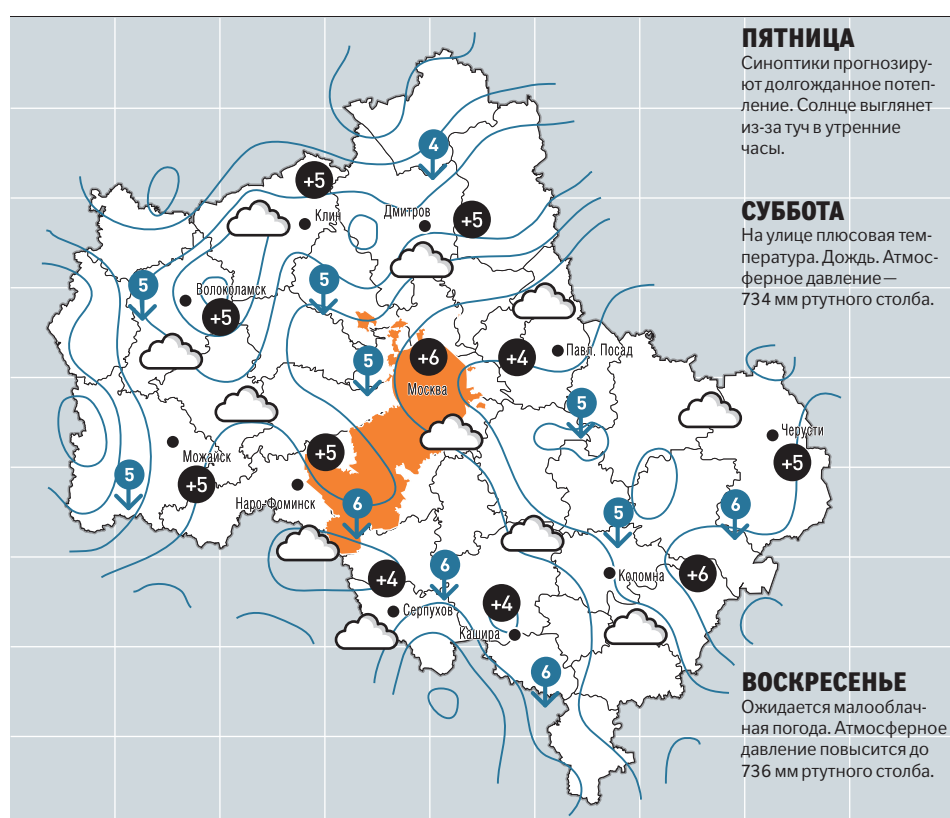 ПЯТНИЦА
Синоптики прогнозиру-
ют долгожданное потеп-
ление. Солнце выглянет
из-за туч в утренние
часы.
СУББОТА
На улице плюсовая тем-
пература. Дождь. Атмос-
ферное давление —
734 мм ртутного столба.
ВОСКРЕСЕНЬЕ
Ожидается малооблач-
ная погода. Атмосферное
давление повысится до
736 мм ртутного столба.
4
+5
Клин
Дмитров
+5
5
5
Волоколамск
+5
5
+6
Москва
+4
Павл. Посад
5
Черусти
+5
Можайск
+5
5
+5
Наро-Фоминск
6
5
6
6
Коломна
+6
+4
Серпухов
+4
Кашира
6